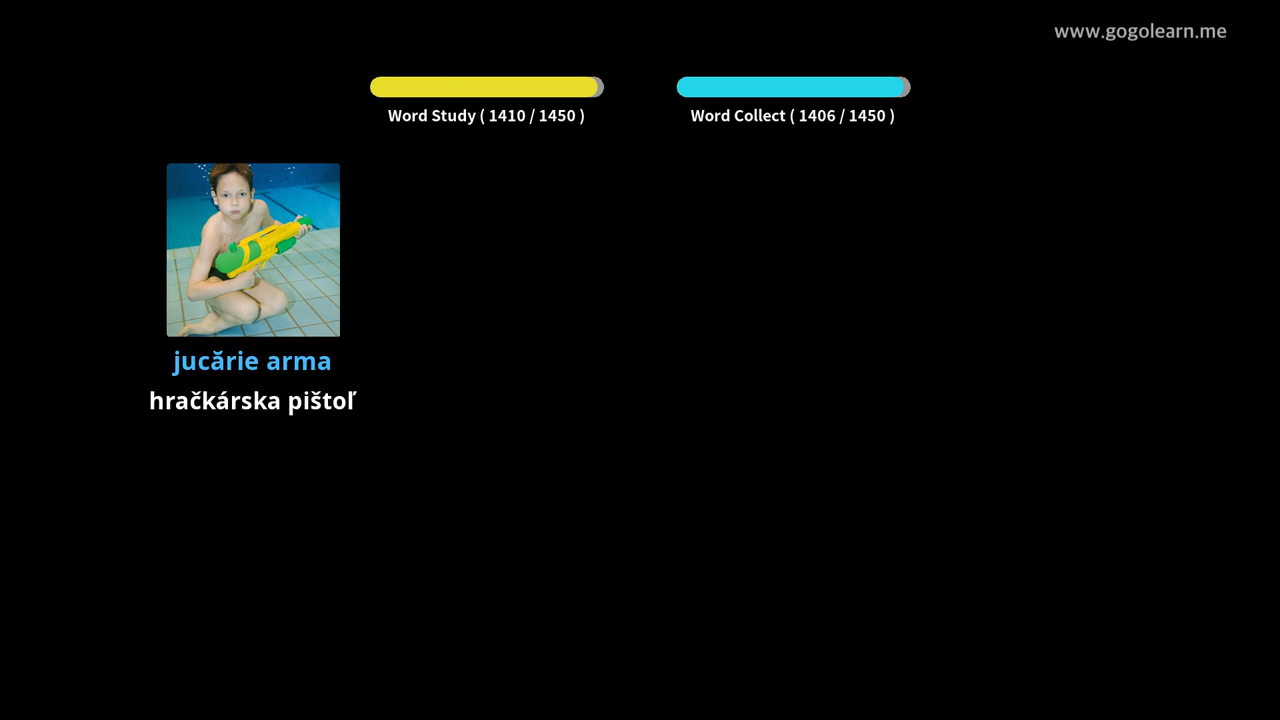 www.gogolearn.me
Word Study ( 1410 / 1450 )
Word Collect ( 1406 / 1450 )
jucărie arma
hračkárska pištoľ